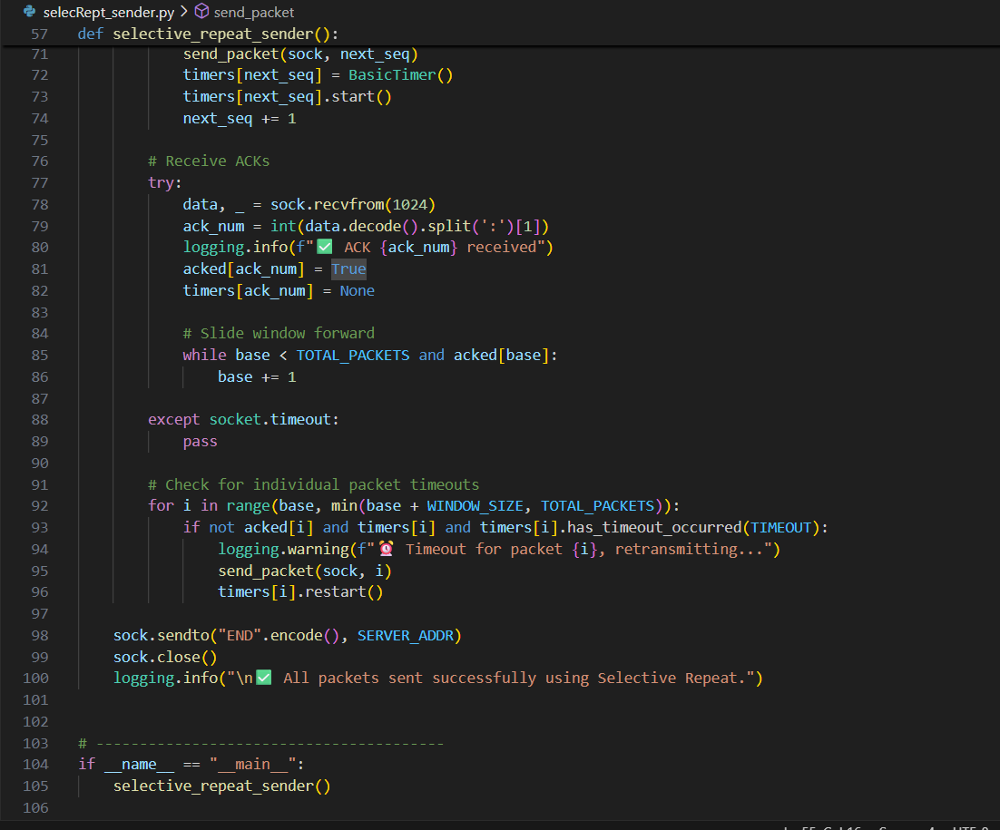 selecRept_sender.py > send_packet
57 def selective_repeat_sender():
71 send_packet(sock, next_seq)
72 timers[next_seq] = BasicTimer()
73 timers[next_seq].start()
74 next_seq += 1
75
76 # Receive ACKs
77 try:
78 data, _ = sock.recvfrom(1024)
79 ack_num = int(data.decode().split(':')[1])
80 logging.info(f"✅ ACK {ack_num} received")
81 acked[ack_num] = True
82 timers[ack_num] = None
83
84 # Slide window forward
85 while base < TOTAL_PACKETS and acked[base]:
86 base += 1
87
88 except socket.timeout:
89 pass
90
91 # Check for individual packet timeouts
92 for i in range(base, min(base + WINDOW_SIZE, TOTAL_PACKETS)):
93 if not acked[i] and timers[i] and timers[i].has_timeout_occurred(TIMEOUT):
94 logging.warning(f"⏰ Timeout for packet {i}, retransmitting...")
95 send_packet(sock, i)
96 timers[i].restart()
97
98 sock.sendto("END".encode(), SERVER_ADDR)
99 sock.close()
100 logging.info("\n✅ All packets sent successfully using Selective Repeat.")
101
102
103 # ----------------------------------------
104 if __name__ == "__main__":
105 selective_repeat_sender()
106